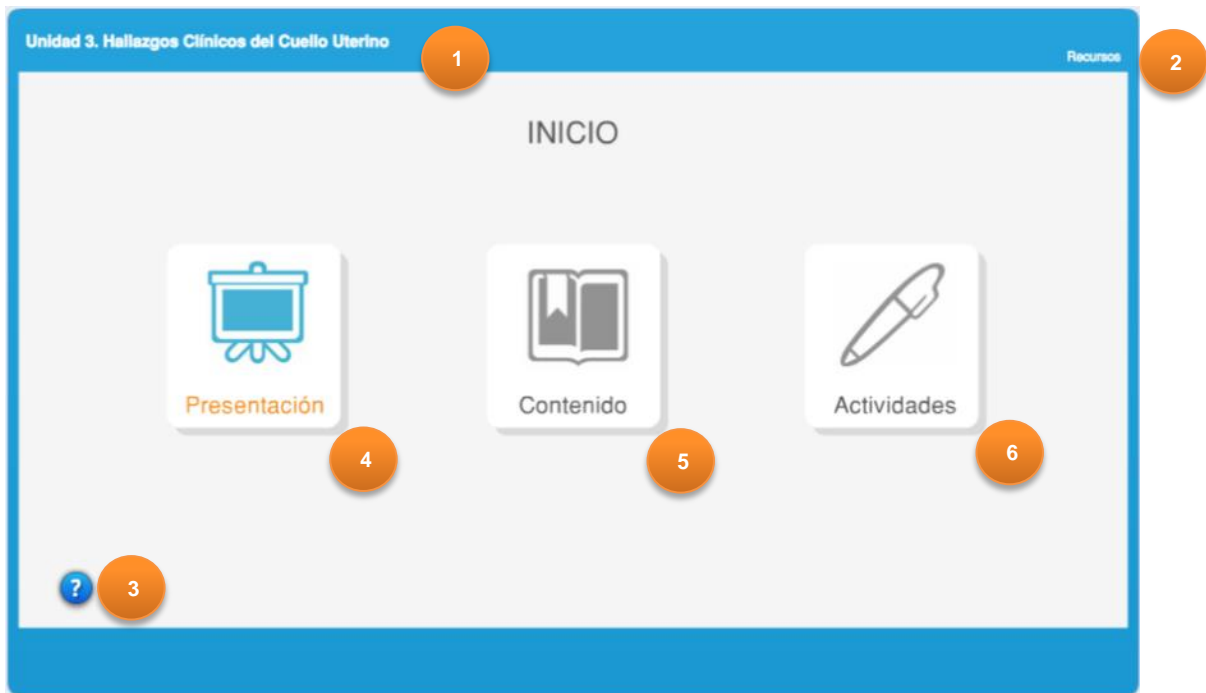 Unidad 3. Hallazgos Clínicos del Cuello Uterino
1
Recursos
2
INICIO
Presentación
Contenido
Actividades
4
5
6
?
3